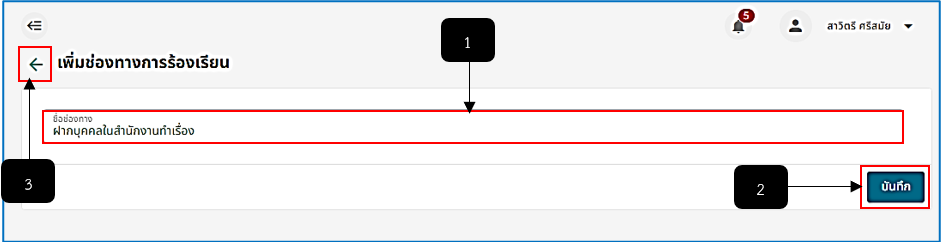 5
สาวิตรี ศรีสมัย
1
เพิ่มช่องทางการร้องเรียน
ชื่อช่องทาง
ฝากบุคคลในสำนักงานทำเรื่อง
3
2
บันทึก